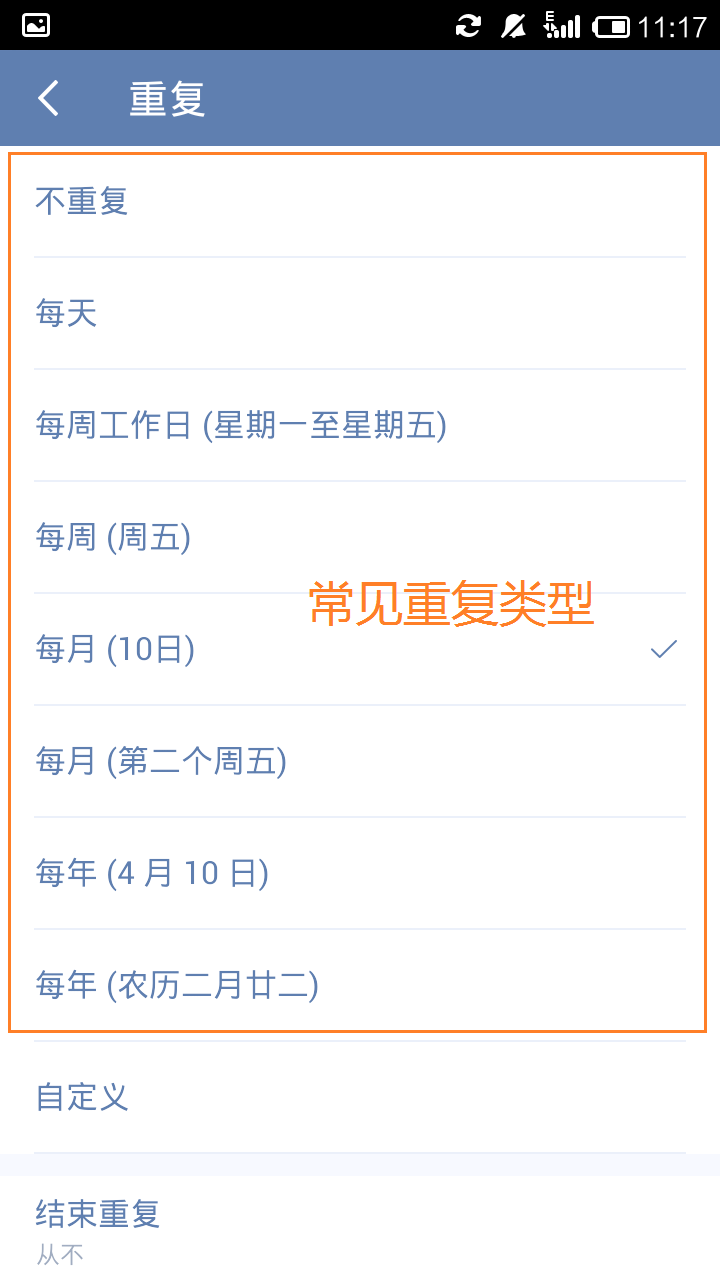 E
11:17
重复
不重复
每天
每周工作日 (星期一至星期五)
每周 (周五)
常见重复类型
每月 (10日)
每月 (第二个周五)
每年 (4 月 10 日)
每年 (农历二月廿二)
自定义
结束重复
从不